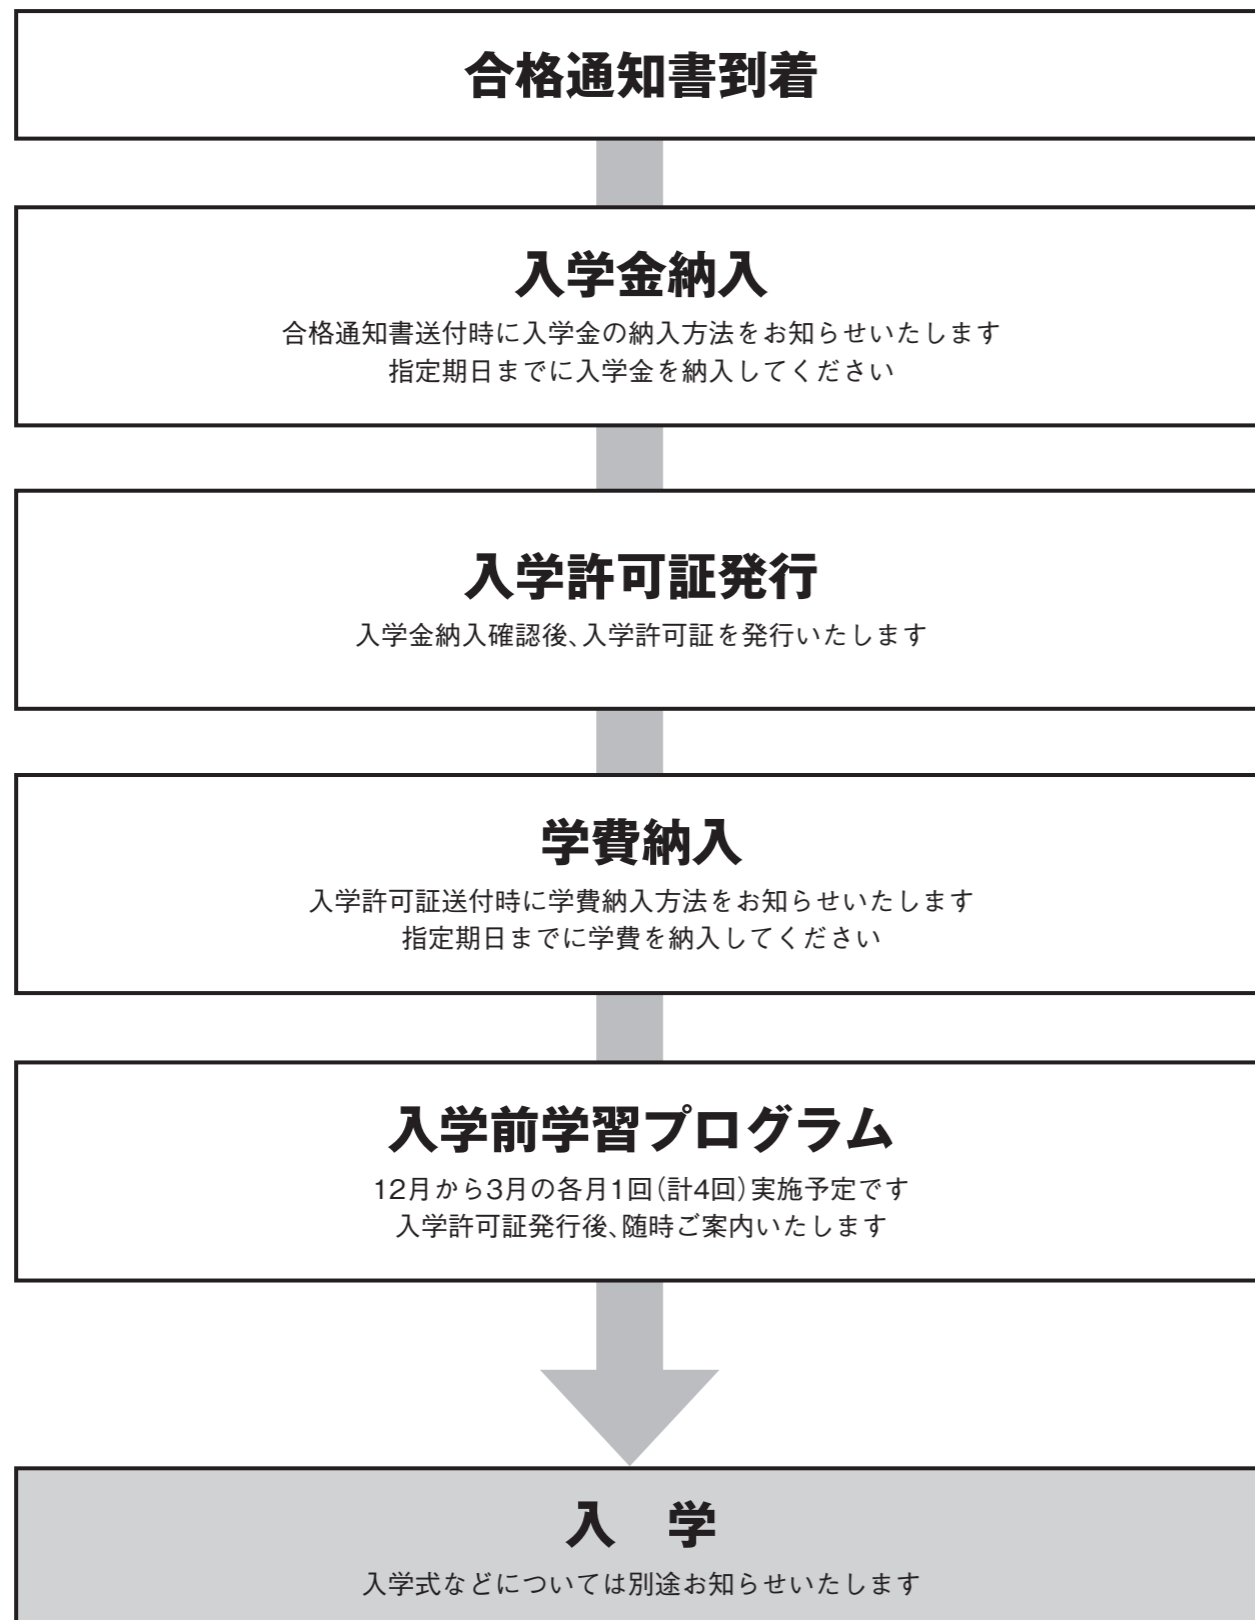 合格通知書到着
入学金納入
合格通知書送付時に入学金の納入方法をお知らせいたします
指定期日までに入学金を納入してください
入学許可証発行
入学金納入確認後、入学許可証を発行いたします
学費納入
入学許可証送付時に学費納入方法をお知らせいたします
指定期日までに学費を納入してください
入学前学習プログラム
12月から3月の各月1回(計4回)実施予定です
入学許可証発行後、随時ご案内いたします
入　学
入学式などについては別途お知らせいたします